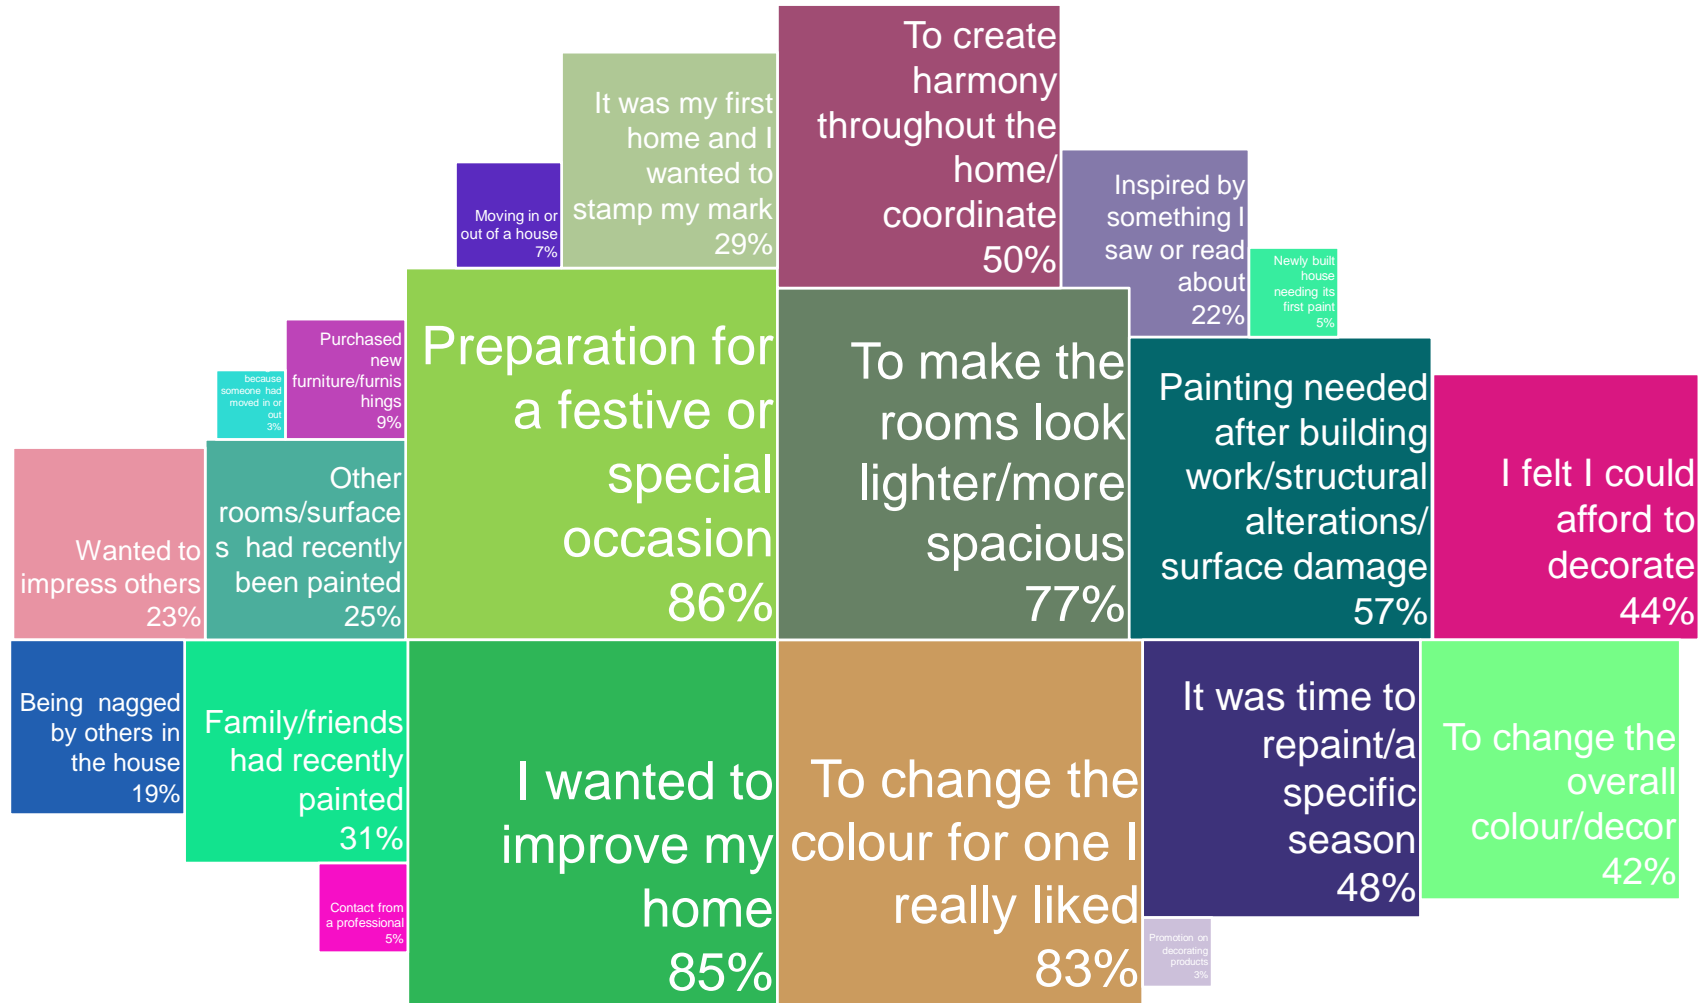 To create
harmony
throughout the
home/
coordinate
50%
It was my first
home and I
wanted to
stamp my mark
29%
Moving in or
out of a house
7%
Inspired by
something I
saw or read
about
22%
Newly built
house
needing its
first paint
5%
Purchased
new
furniture/furnis
hings
9%
because
someone had
moved in or
out
3%
Preparation for
a festive or
special
occasion
86%
To make the
rooms look
lighter/more
spacious
77%
Painting needed
after building
work/structural
alterations/
surface damage
57%
I felt I could
afford to
decorate
44%
Wanted to
impress others
23%
Other
rooms/surface
s had recently
been painted
25%
Being nagged
by others in
the house
19%
Family/friends
had recently
painted
31%
I wanted to
improve my
home
85%
To change the
colour for one I
really liked
83%
It was time to
repaint/a
specific
season
48%
To change the
overall
colour/decor
42%
Contact from
a professional
5%
Promotion on
decorating
products
3%